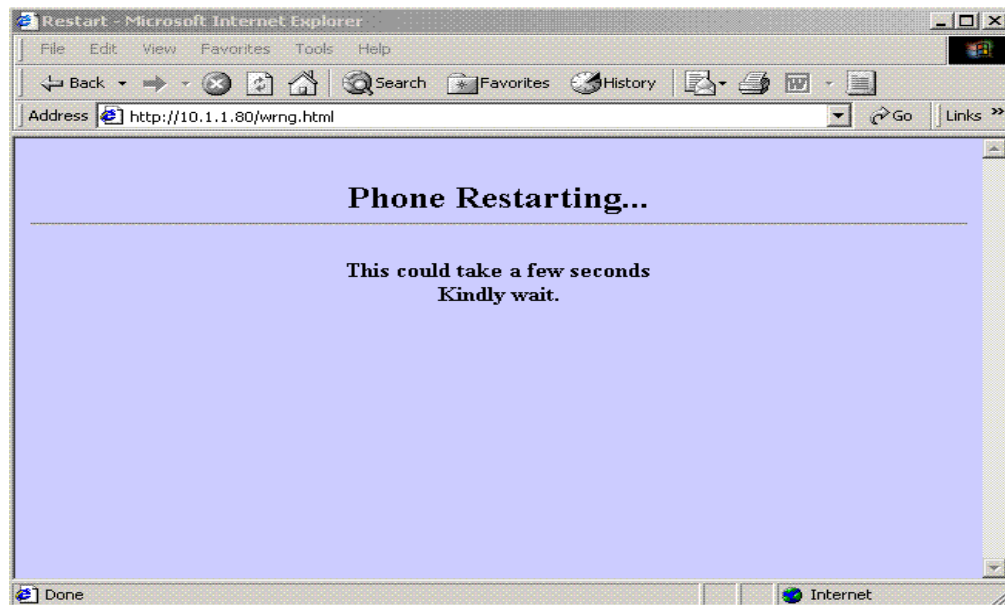 Restart - Microsoft Internet Explorer
File Edit View Favorites Tools Help
Back Search Favorites History
Address http://10.1.1.80/wrng.html Go Links »
Phone Restarting...
This could take a few seconds
Kindly wait.
Done Internet